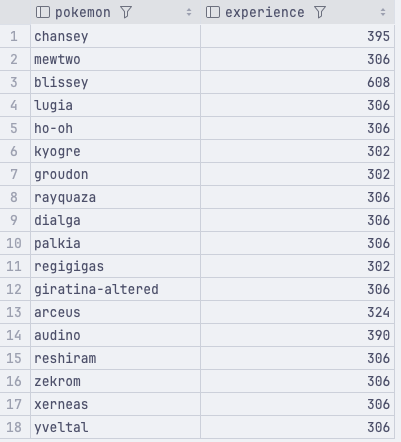 pokemon experience
1 chansey 395
2 mewtwo 306
3 blissey 608
4 lugia 306
5 ho-oh 306
6 kyogre 302
7 groudon 302
8 rayquaza 306
9 dialga 306
10 palkia 306
11 regigigas 302
12 giratina-altered 306
13 arceus 324
14 audino 390
15 reshiram 306
16 zekrom 306
17 xerneas 306
18 yveltal 306